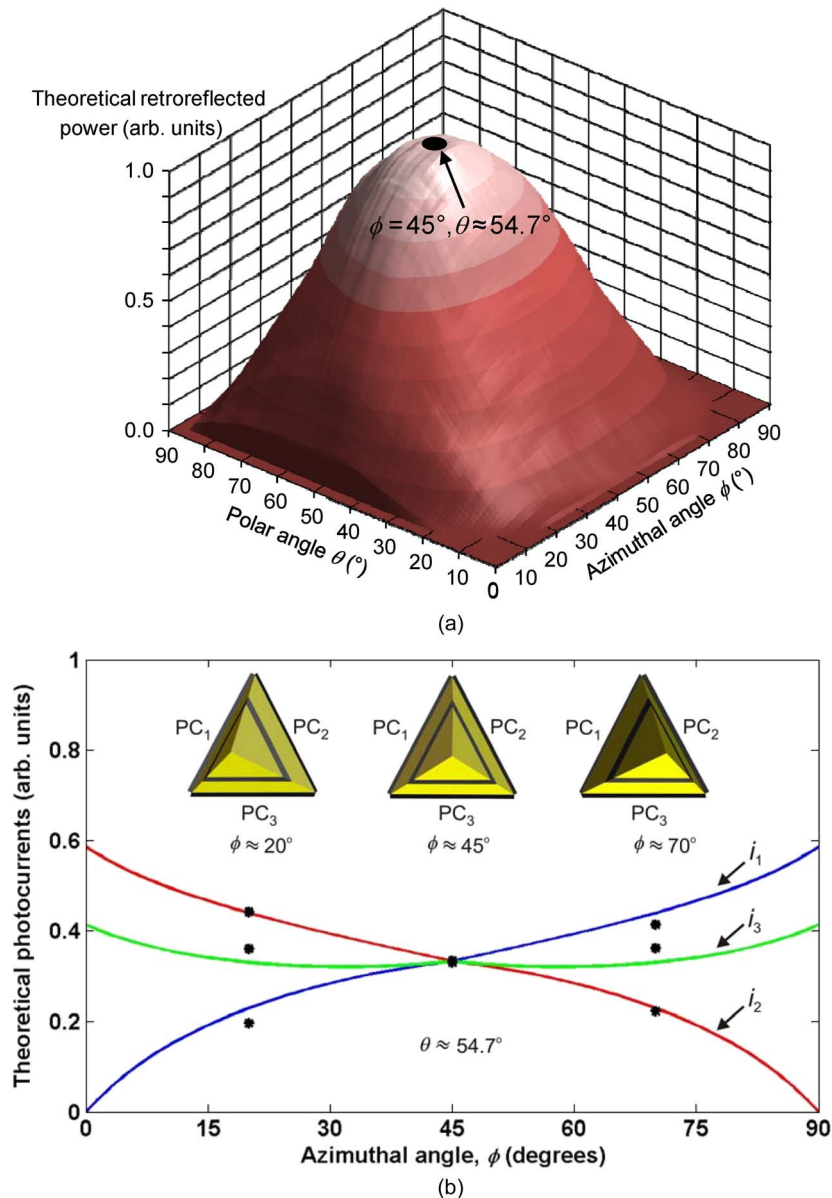 Theoretical retroreflected
power (arb. units)
1.0
0.5
0.0
ϕ = 45°, θ ≈ 54.7°
90
80
70
60
50
40
30
20
10
0
Polar angle θ (°)
10
20
30
40
50
60
70
80
90
Azimuthal angle ϕ (°)
(a)
Theoretical photocurrents (arb. units)
1
0.8
0.6
0.4
0.2
0
PC1 PC2 PC1 PC2 PC1 PC2
PC3 PC3 PC3
ϕ ≈ 20° ϕ ≈ 45° ϕ ≈ 70°
i1
i3
i2
θ ≈ 54.7°
0 15 30 45 60 75 90
Azimuthal angle, ϕ (degrees)
(b)